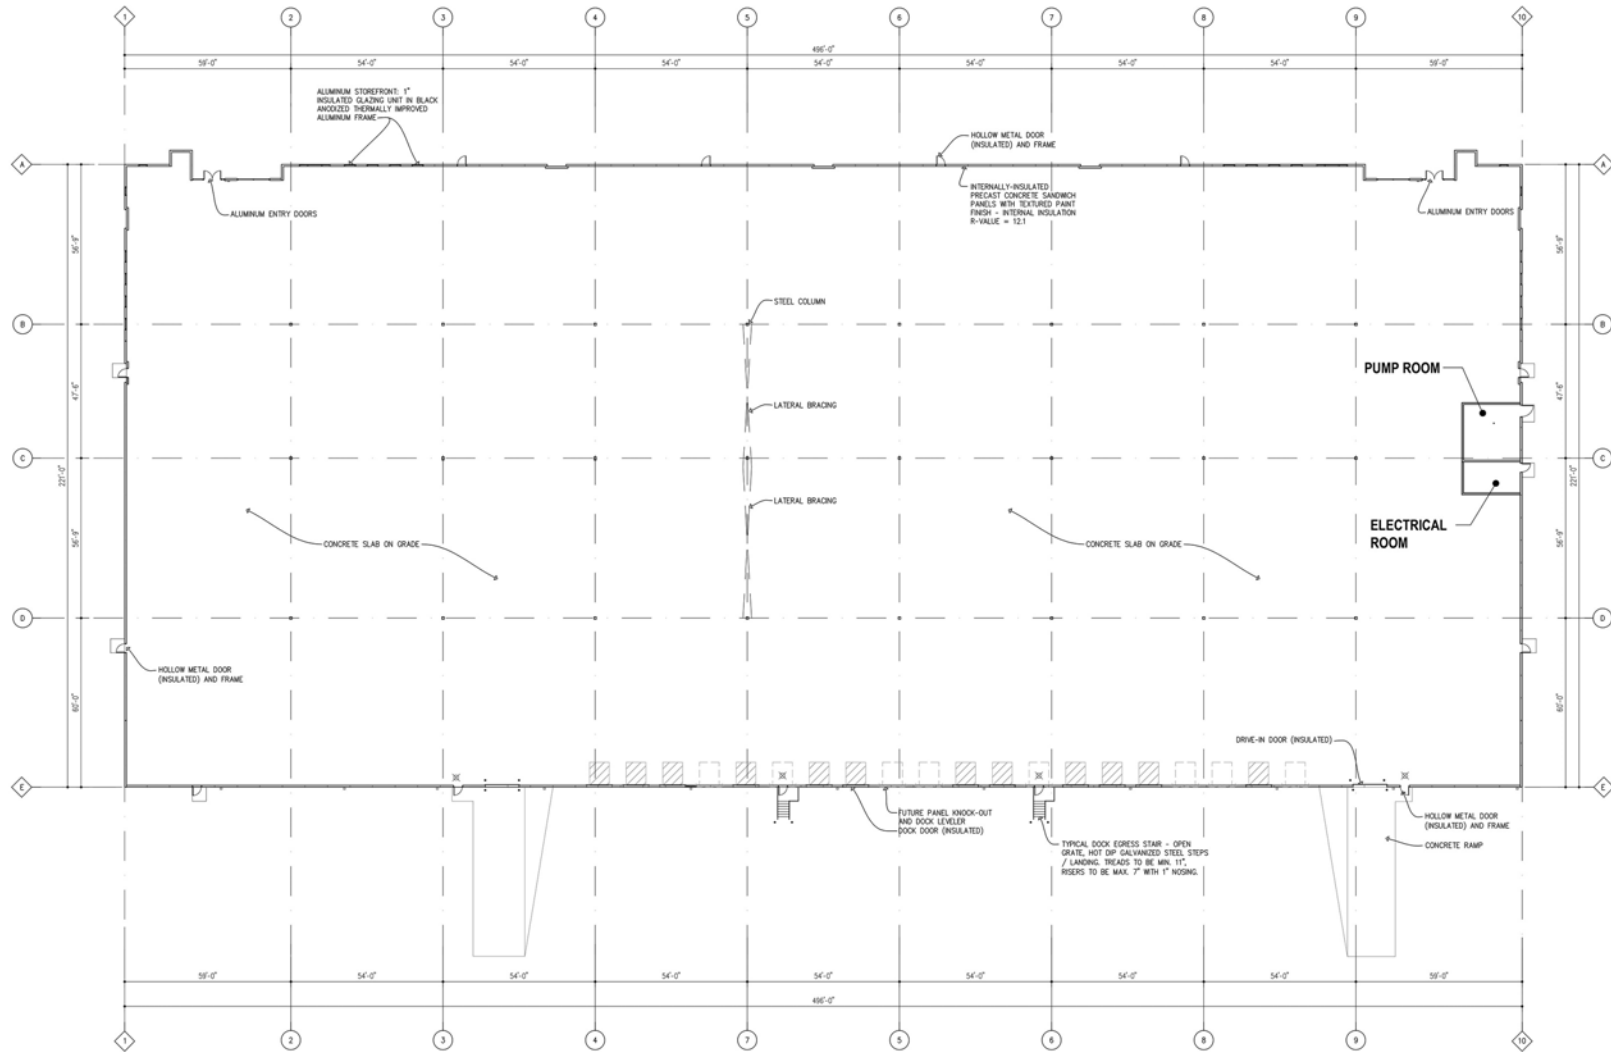 1 2 3 4 5 6 7 8 9 10
496'-0"
59'-0" 54'-0" 54'-0" 54'-0" 54'-0" 54'-0" 54'-0" 54'-0" 59'-0"
ALUMINUM STOREFRONT: 1"
INSULATED GLAZING UNIT IN BLACK
ANODIZED THERMALLY IMPROVED
ALUMINUM FRAME
HOLLOW METAL DOOR
(INSULATED) AND FRAME
A
A
INTERNALLY-INSULATED
PRECAST CONCRETE SANDWICH
PANELS WITH TEXTURED PAINT
FINISH - INTERNAL INSULATION
R-VALUE = 12.1
ALUMINUM ENTRY DOORS
ALUMINUM ENTRY DOORS
56'-9"
56'-9"
STEEL COLUMN
B
B
PUMP ROOM
47'-6"
47'-6"
LATERAL BRACING
C
C
221'-0"
221'-0"
LATERAL BRACING
ELECTRICAL
ROOM
56'-9"
56'-9"
CONCRETE SLAB ON GRADE
CONCRETE SLAB ON GRADE
D
D
HOLLOW METAL DOOR
(INSULATED) AND FRAME
60'-0"
60'-0"
DRIVE-IN DOOR (INSULATED)
E
E
FUTURE PANEL KNOCK-OUT
AND DOCK LEVELER
DOCK DOOR (INSULATED)
HOLLOW METAL DOOR
(INSULATED) AND FRAME
TYPICAL DOCK EGRESS STAIR - OPEN
GRATE, HOT DIP GALVANIZED STEEL STEPS
/ LANDING. TREADS TO BE MIN. 11",
RISERS TO BE MAX. 7" WITH 1" NOSING.
CONCRETE RAMP
59'-0" 54'-0" 54'-0" 54'-0" 54'-0" 54'-0" 54'-0" 54'-0" 59'-0"
496'-0"
1 2 3 4 7 5 6 7 8 9 10